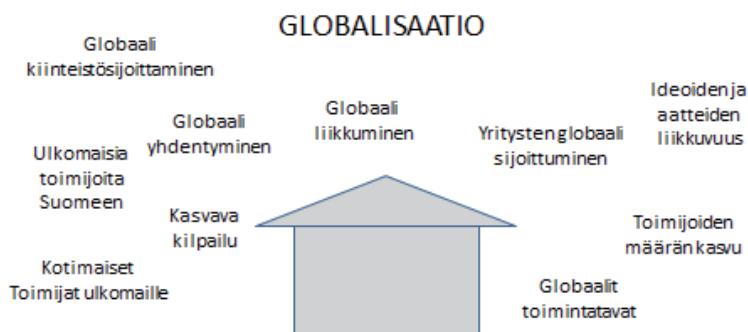 GLOBALISAATIO
Globaali
kiinteistösijoittaminen
Globaali
yhdentyminen
Globaali
liikkuminen
Yritysten globaali
sijoittuminen
Ideoiden ja
aatteiden
liikkuvuus
Ulkomaisia
toimijoita
Suomeen
Kasvava
kilpailu
Toimijoiden
määrän kasvu
Kotimaiset
Toimijat ulkomaille
Globaalit
toimintatavat